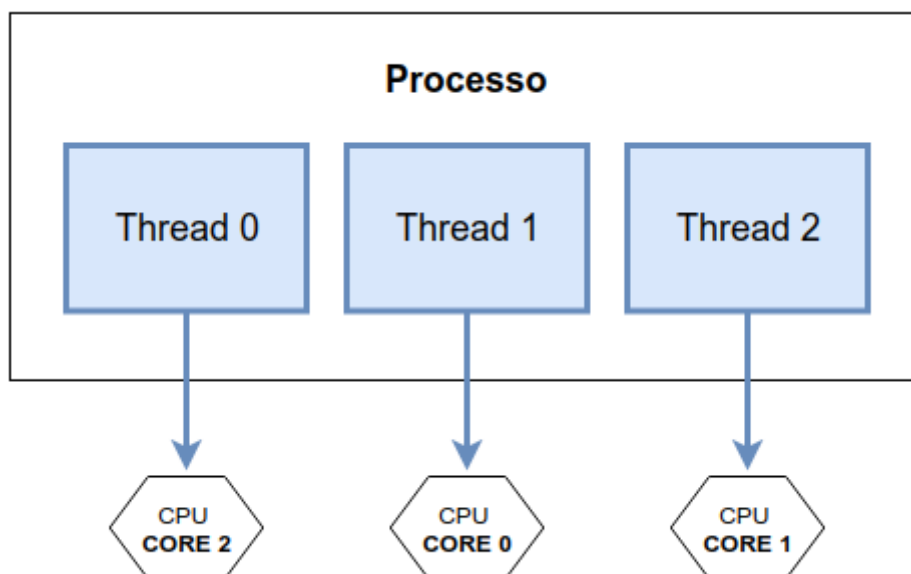 Processo
Thread 0
Thread 1
Thread 2
CPU
CORE 2
CPU
CORE 0
CPU
CORE 1